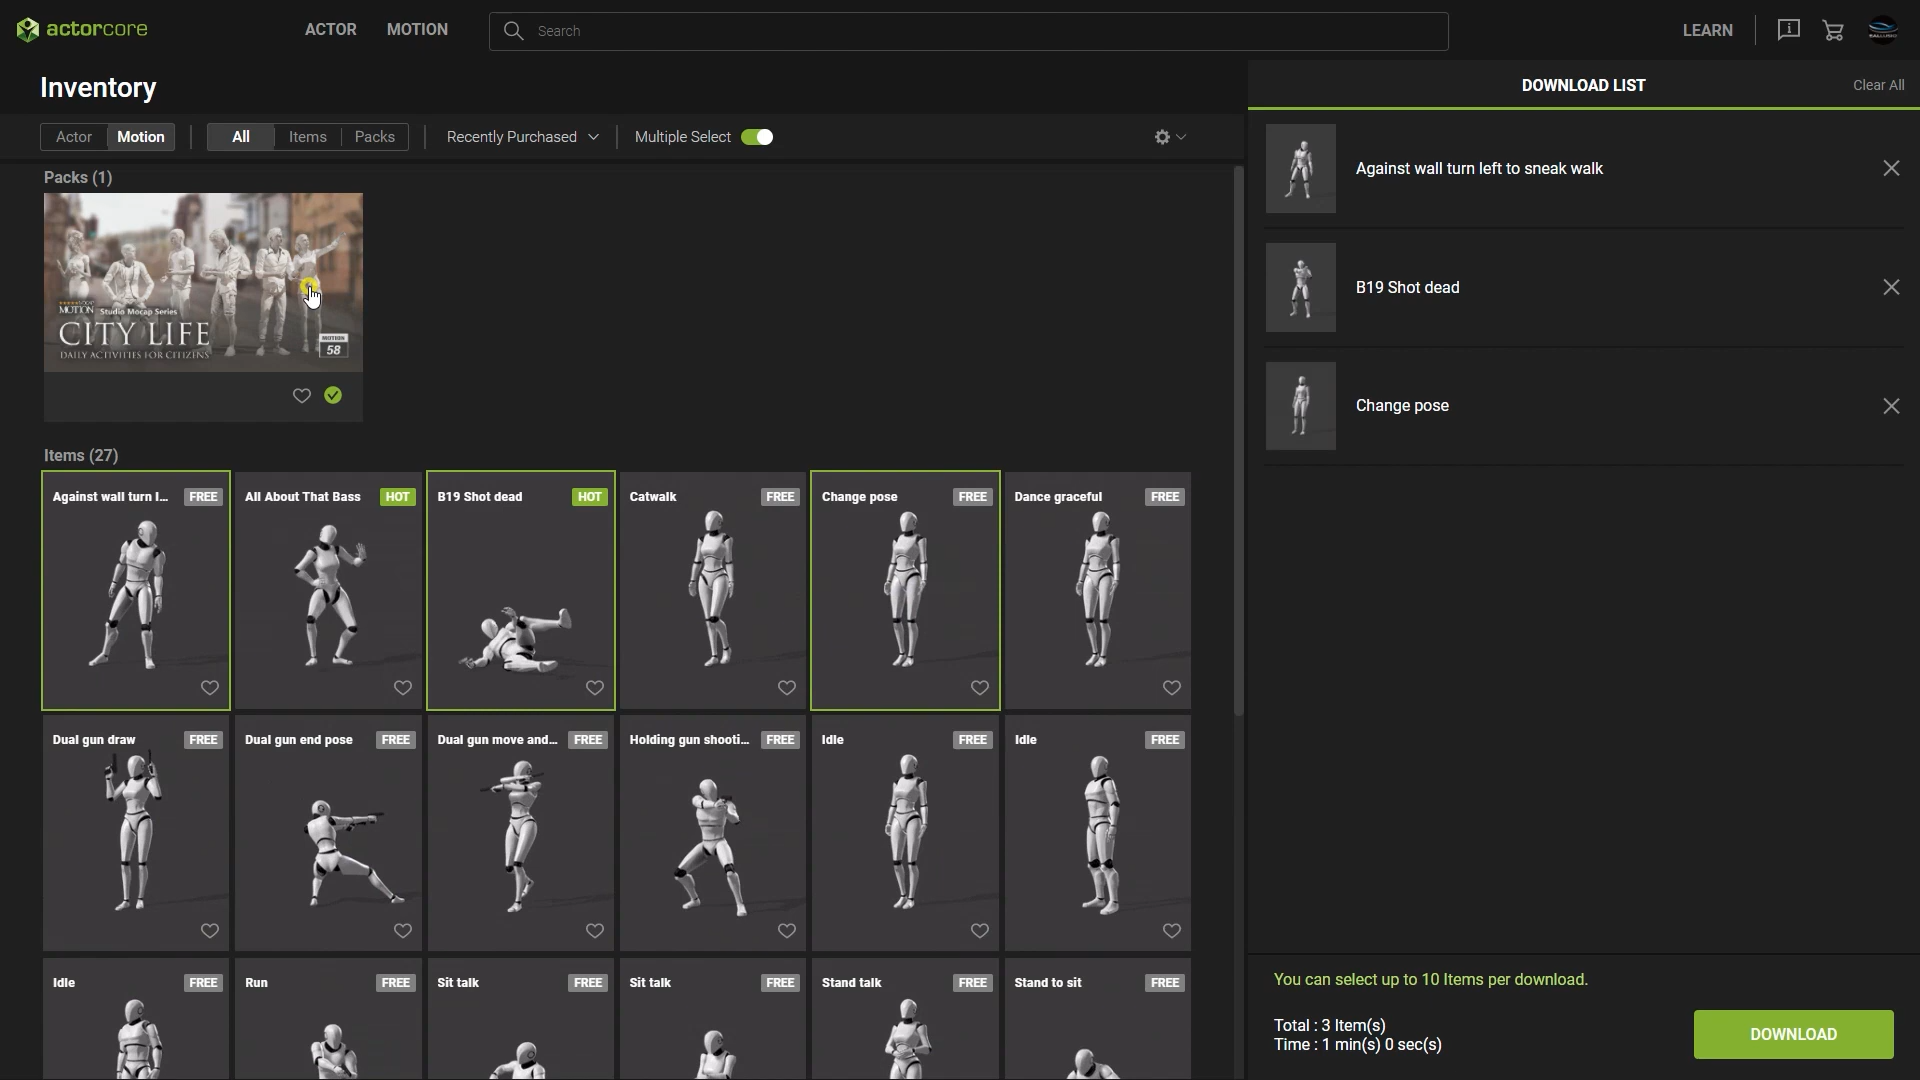 actorcore
ACTOR
MOTION
Search
LEARN
Inventory
DOWNLOAD LIST
Clear All
Actor
Motion
All
Items
Packs
Recently Purchased
Multiple Select
Packs (1)
MOTION Studio Mocap Series
CITY LIFE
DAILY ACTIVITIES FOR CITIZENS
MOTION
58
Items (27)
Against wall turn l...
FREE
All About That Bass
HOT
B19 Shot dead
HOT
Catwalk
FREE
Change pose
FREE
Dance graceful
FREE
Dual gun draw
FREE
Dual gun end pose
FREE
Dual gun move and...
FREE
Holding gun shooti...
FREE
Idle
FREE
Idle
FREE
Idle
FREE
Run
FREE
Sit talk
FREE
Sit talk
FREE
Stand talk
FREE
Stand to sit
FREE
Against wall turn left to sneak walk
B19 Shot dead
Change pose
You can select up to 10 Items per download.
Total : 3 Item(s)
Time : 1 min(s) 0 sec(s)
DOWNLOAD